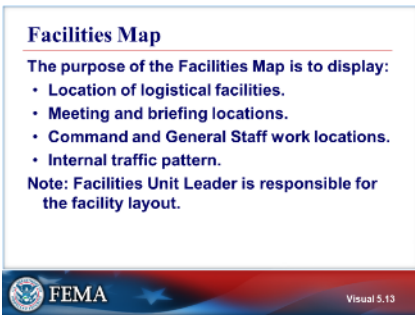 Facilities Map
The purpose of the Facilities Map is to display:
• Location of logistical facilities.
• Meeting and briefing locations.
• Command and General Staff work locations.
• Internal traffic pattern.
Note: Facilities Unit Leader is responsible for
the facility layout.
FEMA
Visual 5.13